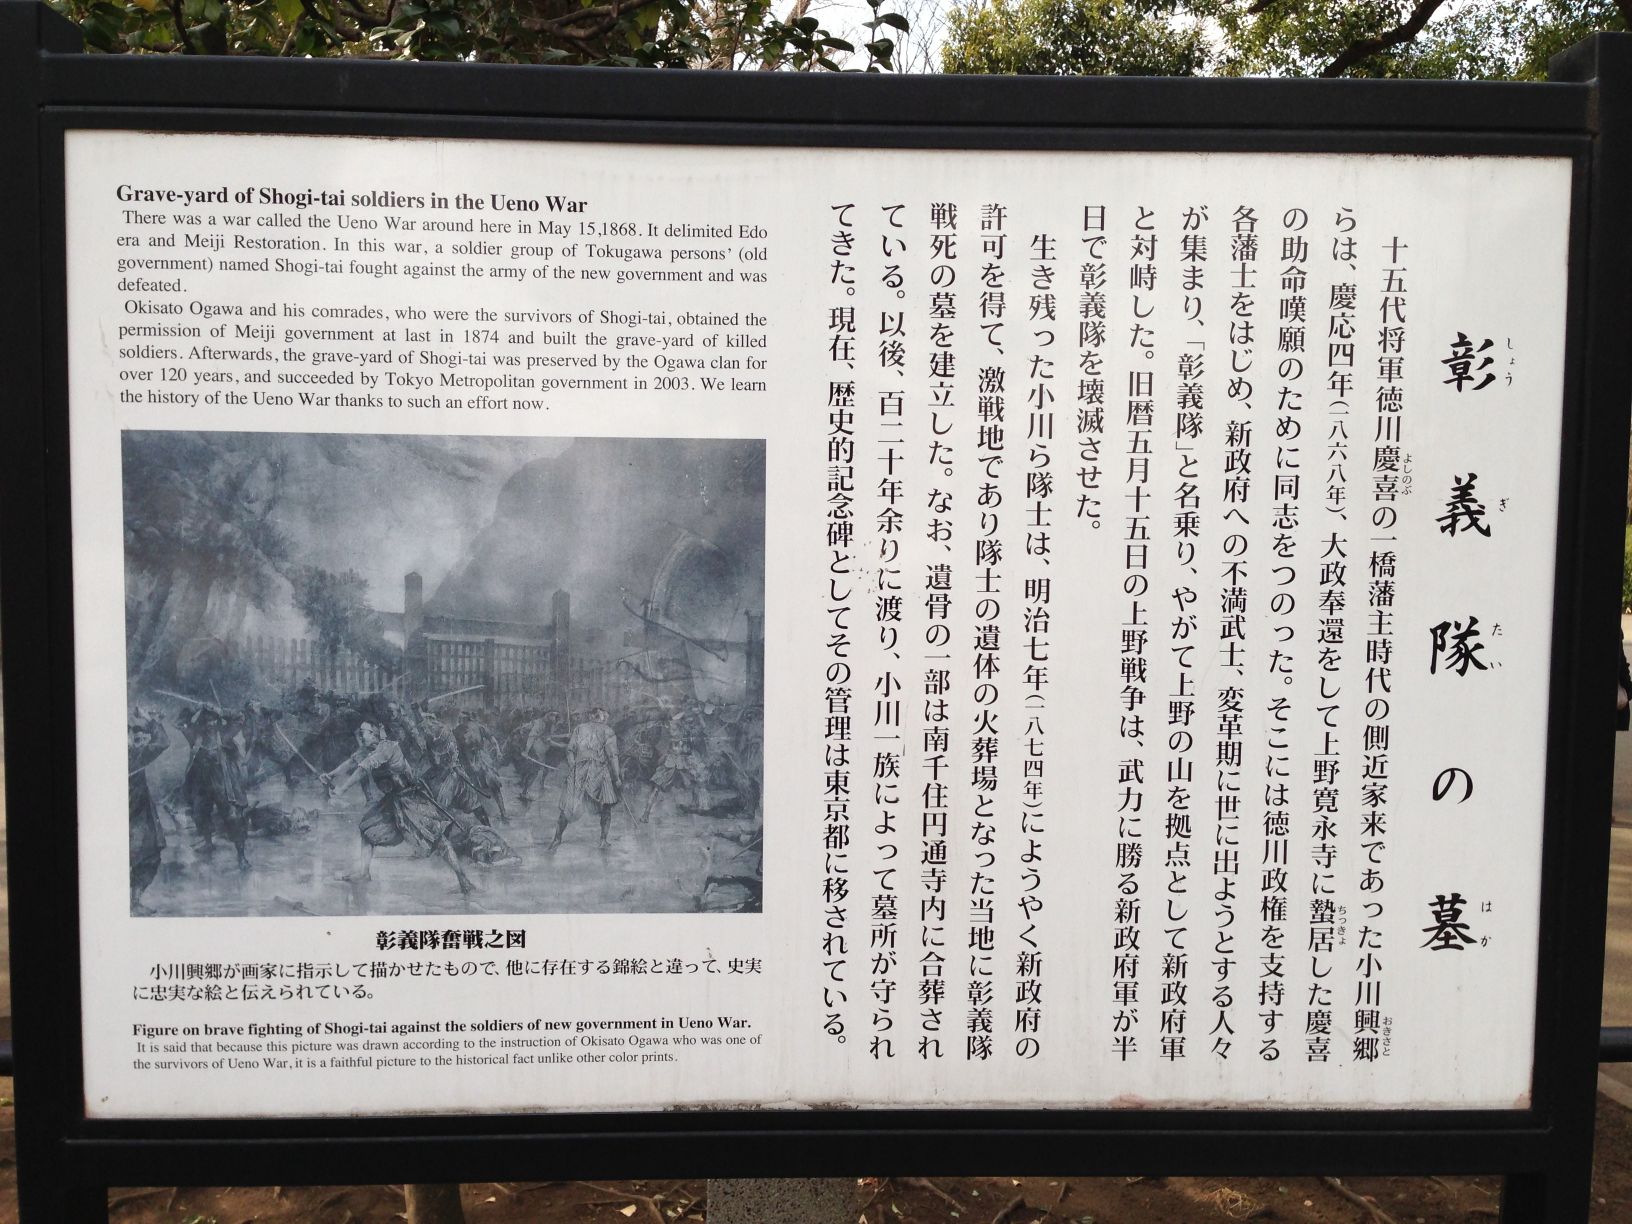 Grave-yard of Shogi-tai soldiers in the Ueno War
There was a war called the Ueno War around here in May 15,1868. It delimited Edo
era and Meiji Restoration. In this war, a soldier group of Tokugawa persons' (old
government) named Shogi-tai fought against the army of the new government and was
defeated.
Okisato Ogawa and his comrades, who were the survivors of Shogi-tai, obtained the
permission of Meiji government at last in 1874 and built the grave-yard of killed
soldiers. Afterwards, the grave-yard of Shogi-tai was preserved by the Ogawa clan for
over 120 years, and succeeded by Tokyo Metropolitan government in 2003. We learn
the history of the Ueno War thanks to such an effort now.
彰義隊奮戦之図
小川興郷が画家に指示して描かせたもので、他に存在する錦絵と違って、史実
に忠実な絵と伝えられている。
Figure on brave fighting of Shogi-tai against the soldiers of new government in Ueno War.
It is said that because this picture was drawn according to the instruction of Okisato Ogawa who was one of
the survivors of Ueno War, it is a faithful picture to the historical fact unlike other color prints.
彰義隊の墓
しょう ぎ たい はか
十五代将軍徳川慶喜の一橋藩主時代の側近家来であった小川興郷
よしのぶ おきさと
らは、慶応四年(一八六八年)、大政奉還をして上野寛永寺に蟄居した慶喜
ちっきょ
の助命嘆願のために同志をつのった。そこには徳川政権を支持する
各藩士をはじめ、新政府への不満武士、変革期に世に出ようとする人々
が集まり、「彰義隊」と名乗り、やがて上野の山を拠点として新政府軍
と対峙した。旧暦五月十五日の上野戦争は、武力に勝る新政府軍が半
日で彰義隊を壊滅させた。
生き残った小川ら隊士は、明治七年(一八七四年)にようやく新政府の
許可を得て、激戦地であり隊士の遺体の火葬場となった当地に彰義隊
戦死の墓を建立した。なお、遺骨の一部は南千住円通寺内に合葬され
ている。以後、百二十年余りに渡り、小川一族によって墓所が守られ
てきた。現在、歴史的記念碑としてその管理は東京都に移されている。